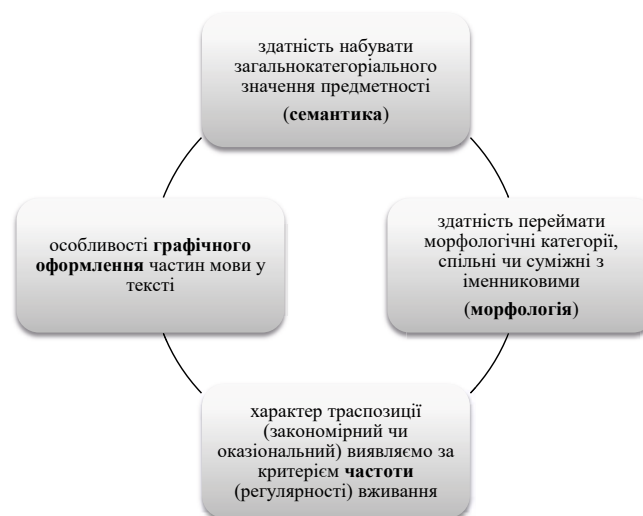 здатність набувати
загальнокатегоріального
значення предметності
(семантика)
особливості графічного
оформлення частин мови у
тексті
здатність переймати
морфологічні категорії,
спільні чи суміжні з
іменниковими
(морфологія)
характер траспозиції
(закономірний чи
оказіональний) виявляємо за
критерієм частоти
(регулярності) вживання